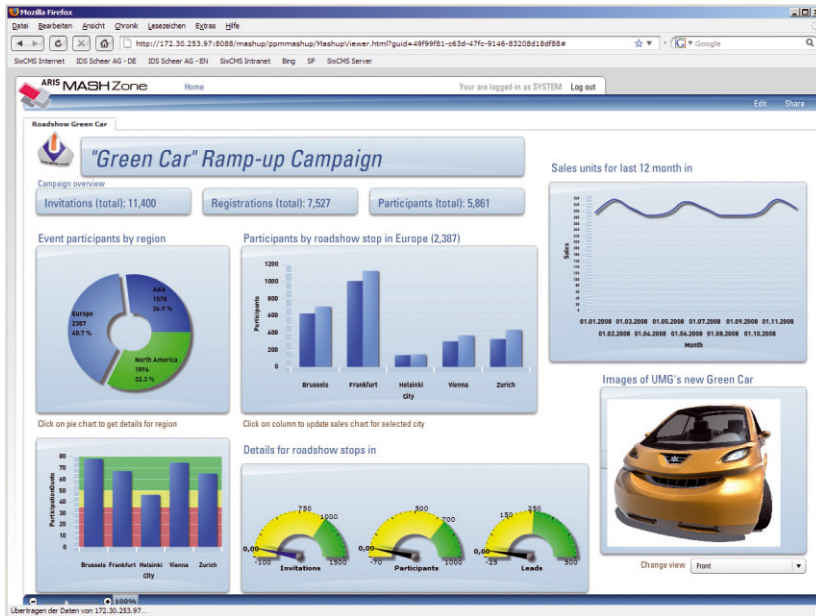 Mozilla Firefox
Datei Bearbeiten Ansicht Chronik Lesezeichen Extras Hilfe
http://172.30.253.97:8088/mashup/ppmmashup/MashupViewer.html?guid=49f99f81-c63d-47fc-9146-83208d18df88# Google
SixCMS Internet IDS Scheer AG - DE IDS Scheer AG - EN SixCMS Intranet Bing SP SixCMS Server
ARIS MASHZone Home Your are logged in as SYSTEM Log out
Edit Share
Roadshow Green Car
"Green Car" Ramp-up Campaign
Campaign overview
Invitations (total): 11,400 Registrations (total): 7,527 Participants (total): 5,861
Event participants by region
Asia
1578
26.9 %
Europe
2387
40.7 %
North America
1896
32.3 %
Click on pie chart to get details for region
Participants by roadshow stop in Europe (2,387)
Participants
1200
1000
800
600
400
200
0
Brussels Frankfurt Helsinki Vienna Zurich
City
Click on column to update sales chart for selected city
Sales units for last 12 month in
Sales
01.01.2008 01.03.2008 01.05.2008 01.07.2008 01.09.2008 01.11.2008
01.02.2008 01.04.2008 01.06.2008 01.08.2008 01.10.2008
Month
ParticipationQuote
80
70
60
50
40
30
20
10
0
Brussels Frankfurt Helsinki Vienna Zurich
City
Details for roadshow stops in
750
1000
0,00
-100 1500
Invitations
500
700
0,00
-70 1000
Participants
150 250
0,00
-25 500
Leads
Images of UMG's new Green Car
Change view Front
100%
Übertragen der Daten von 172.30.253.97...